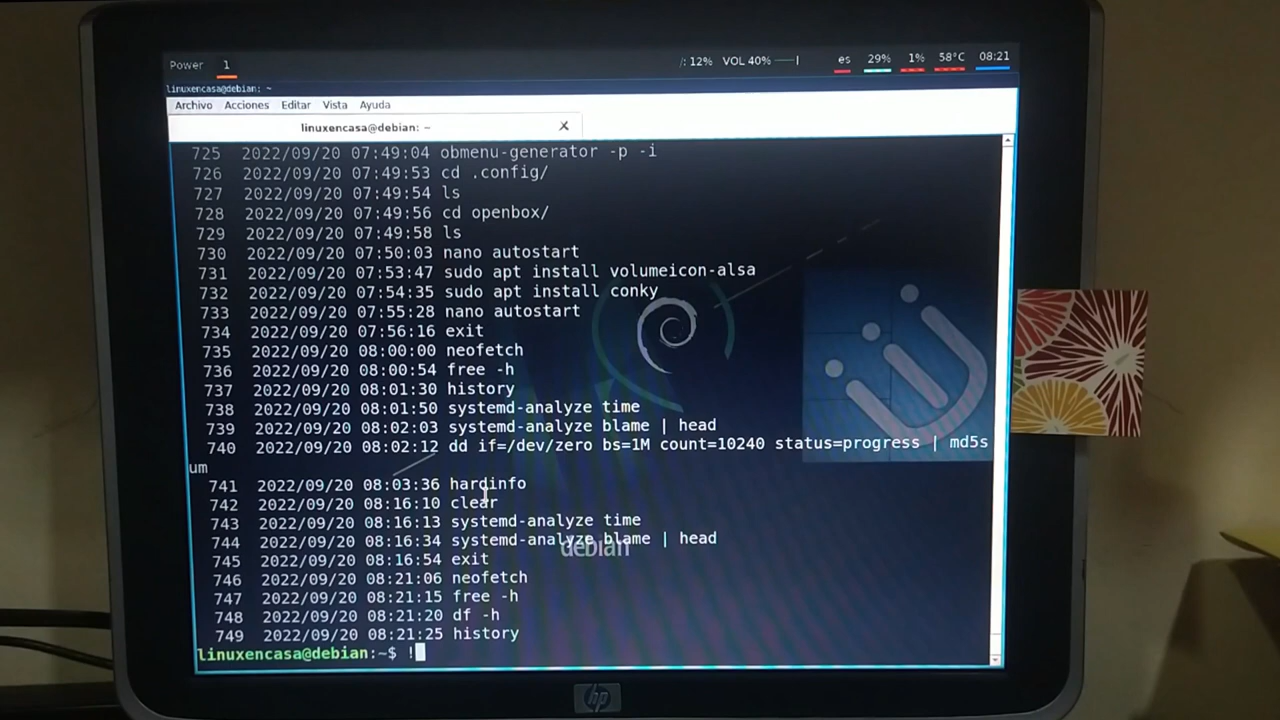 Power 1 /: 12% VOL 40% es 29% 1% 58°C 08:21
linuxencasa@debian: ~
Archivo Acciones Editar Vista Ayuda
linuxencasa@debian: ~ X
725 2022/09/20 07:49:04 obmenu-generator -p -i
726 2022/09/20 07:49:53 cd .config/
727 2022/09/20 07:49:54 ls
728 2022/09/20 07:49:56 cd openbox/
729 2022/09/20 07:49:58 ls
730 2022/09/20 07:50:03 nano autostart
731 2022/09/20 07:53:47 sudo apt install volumeicon-alsa
732 2022/09/20 07:54:35 sudo apt install conky
733 2022/09/20 07:55:28 nano autostart
734 2022/09/20 07:56:16 exit
735 2022/09/20 08:00:00 neofetch
736 2022/09/20 08:00:54 free -h
737 2022/09/20 08:01:30 history
738 2022/09/20 08:01:50 systemd-analyze time
739 2022/09/20 08:02:03 systemd-analyze blame | head
740 2022/09/20 08:02:12 dd if=/dev/zero bs=1M count=10240 status=progress | md5s
um
741 2022/09/20 08:03:36 hardinfo
742 2022/09/20 08:16:10 clear
743 2022/09/20 08:16:13 systemd-analyze time
744 2022/09/20 08:16:34 systemd-analyze blame | head
debian
745 2022/09/20 08:16:54 exit
746 2022/09/20 08:21:06 neofetch
747 2022/09/20 08:21:15 free -h
748 2022/09/20 08:21:20 df -h
749 2022/09/20 08:21:25 history
linuxencasa@debian:~$ !
hp